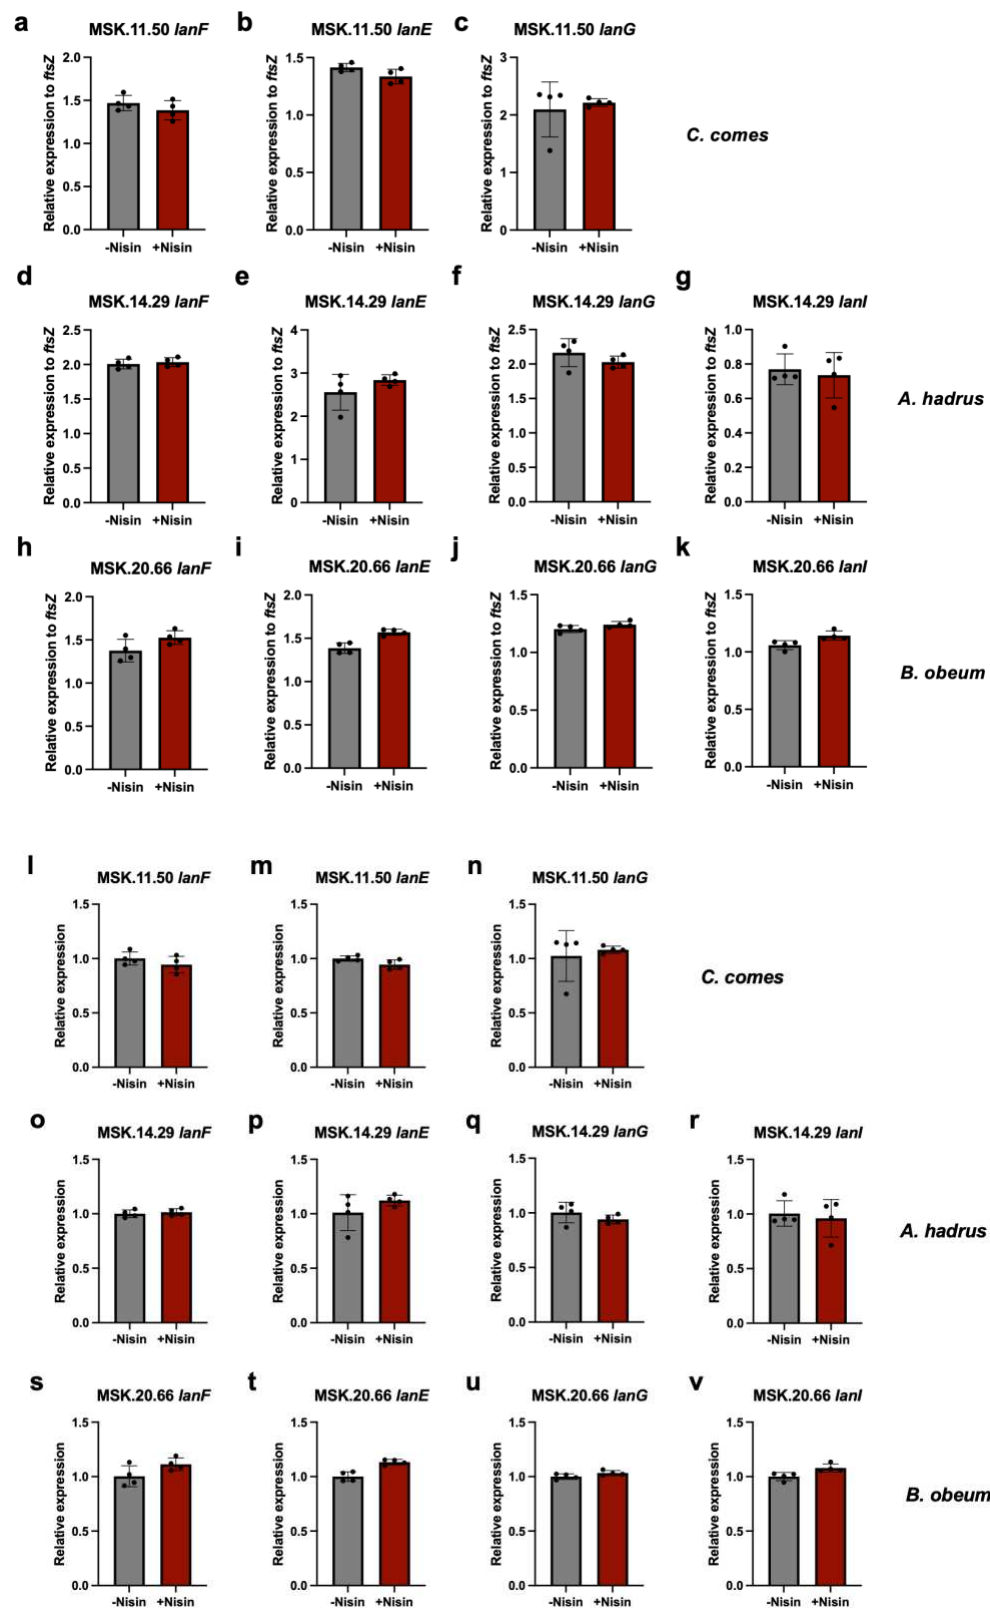 a
MSK.11.50 lanF
Relative expression to ftsZ
2.0
1.5
1.0
0.5
0.0
-Nisin +Nisin
b
MSK.11.50 lanE
Relative expression to ftsZ
1.5
1.0
0.5
0.0
-Nisin +Nisin
c
MSK.11.50 lanG
Relative expression to ftsZ
3
2
1
0
-Nisin +Nisin
C. comes
d
MSK.14.29 lanF
Relative expression to ftsZ
2.5
2.0
1.5
1.0
0.5
0.0
-Nisin +Nisin
e
MSK.14.29 lanE
Relative expression to ftsZ
4
3
2
1
0
-Nisin +Nisin
f
MSK.14.29 lanG
Relative expression to ftsZ
2.5
2.0
1.5
1.0
0.5
0.0
-Nisin +Nisin
g
MSK.14.29 lanI
Relative expression to ftsZ
1.0
0.8
0.6
0.4
0.2
0.0
-Nisin +Nisin
A. hadrus
h
MSK.20.66 lanF
Relative expression to ftsZ
2.0
1.5
1.0
0.5
0.0
-Nisin +Nisin
i
MSK.20.66 lanE
Relative expression to ftsZ
2.0
1.5
1.0
0.5
0.0
-Nisin +Nisin
j
MSK.20.66 lanG
Relative expression to ftsZ
1.5
1.0
0.5
0.0
-Nisin +Nisin
k
MSK.20.66 lanI
Relative expression to ftsZ
1.5
1.0
0.5
0.0
-Nisin +Nisin
B. obeum
l
MSK.11.50 lanF
Relative expression
1.5
1.0
0.5
0.0
-Nisin +Nisin
m
MSK.11.50 lanE
Relative expression
1.5
1.0
0.5
0.0
-Nisin +Nisin
n
MSK.11.50 lanG
Relative expression
1.5
1.0
0.5
0.0
-Nisin +Nisin
C. comes
o
MSK.14.29 lanF
Relative expression
1.5
1.0
0.5
0.0
-Nisin +Nisin
p
MSK.14.29 lanE
Relative expression
1.5
1.0
0.5
0.0
-Nisin +Nisin
q
MSK.14.29 lanG
Relative expression
1.5
1.0
0.5
0.0
-Nisin +Nisin
r
MSK.14.29 lanI
Relative expression
1.5
1.0
0.5
0.0
-Nisin +Nisin
A. hadrus
s
MSK.20.66 lanF
Relative expression
1.5
1.0
0.5
0.0
-Nisin +Nisin
t
MSK.20.66 lanE
Relative expression
1.5
1.0
0.5
0.0
-Nisin +Nisin
u
MSK.20.66 lanG
Relative expression
1.5
1.0
0.5
0.0
-Nisin +Nisin
v
MSK.20.66 lanI
Relative expression
1.5
1.0
0.5
0.0
-Nisin +Nisin
B. obeum